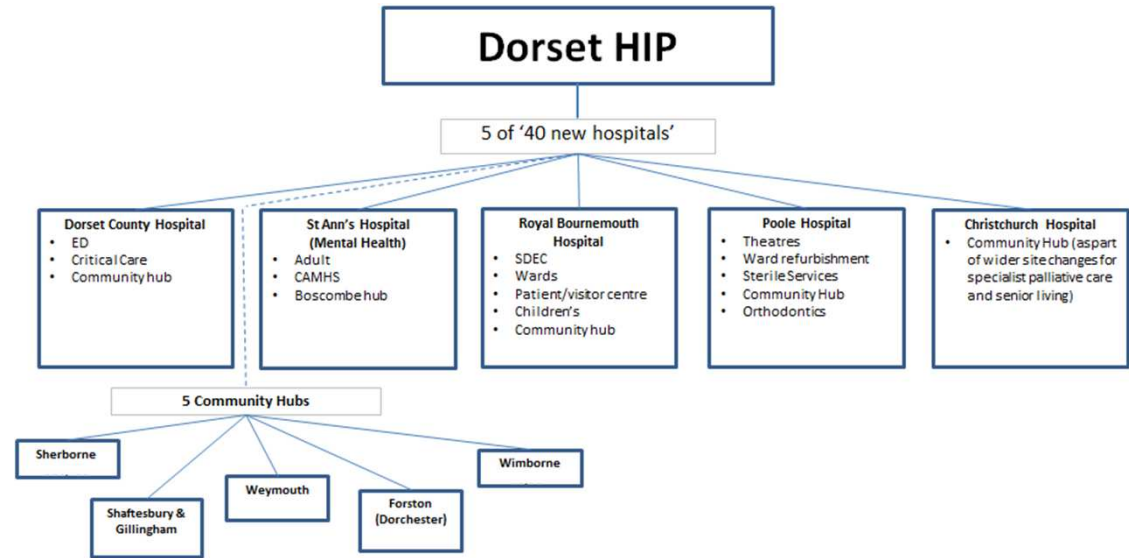 Dorset HIP
5 of ‘40 new hospitals’
Dorset County Hospital
• ED
• Critical Care
• Community hub
St Ann’s Hospital
(Mental Health)
• Adult
• CAMHS
• Boscombe hub
Royal Bournemouth
Hospital
• SDEC
• Wards
• Patient/visitor centre
• Children’s
• Community hub
Poole Hospital
• Theatres
• Ward refurbishment
• Sterile Services
• Community Hub
• Orthodontics
Christchurch Hospital
• Community Hub (aspart
of wider site changes for
specialist palliative care
and senior living)
5 Community Hubs
Sherborne
Shaftesbury &
Gillingham
Weymouth
Forston
(Dorchester)
Wimborne